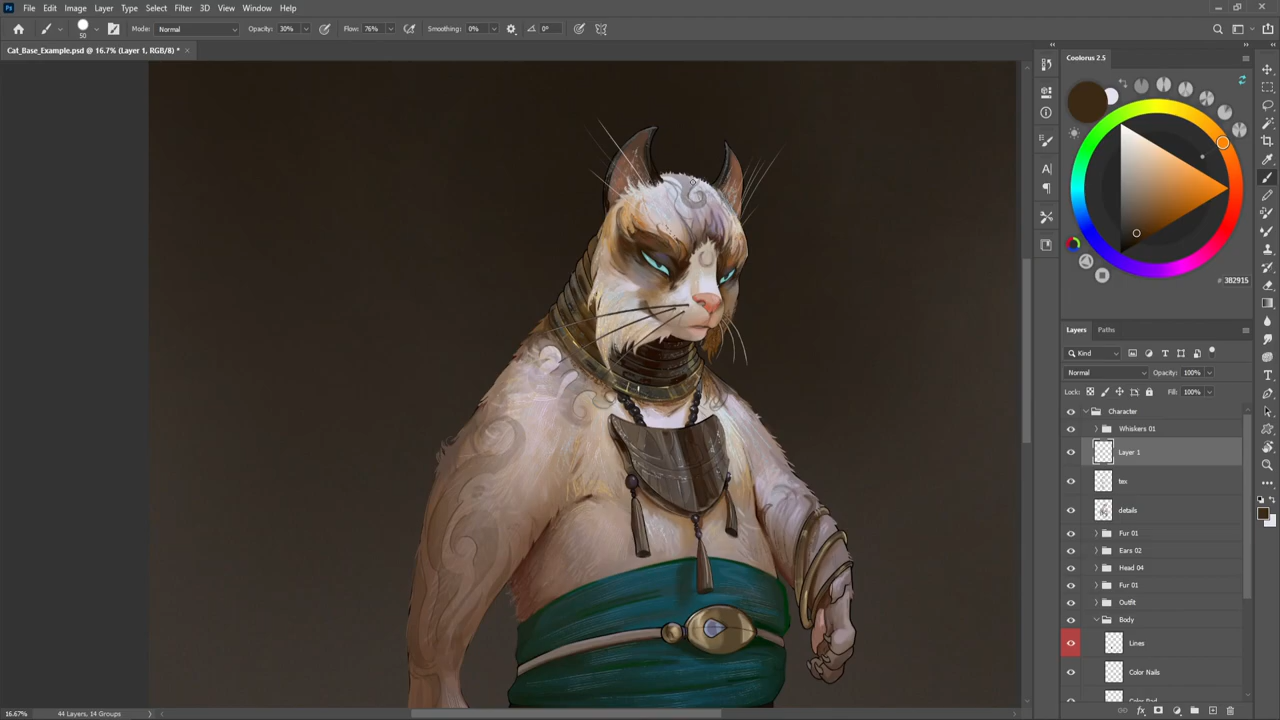 Ps File Edit Image Layer Type Select Filter 3D View Window Help
50 Mode: Normal Opacity: 30% Flow: 76% Smoothing: 0% 0°
Cat_Base_Example.psd @ 16.7% (Layer 1, RGB/8) * ×
Coolorus 2.5
#3B2915
Layers Paths
Kind
Normal Opacity: 100%
Lock: Fill: 100%
Character
Whiskers 01
Layer 1
tex
details
Fur 01
Ears 02
Head 04
Fur 01
Outfit
Body
Lines
Color Nails
16.67% 44 Layers, 14 Groups